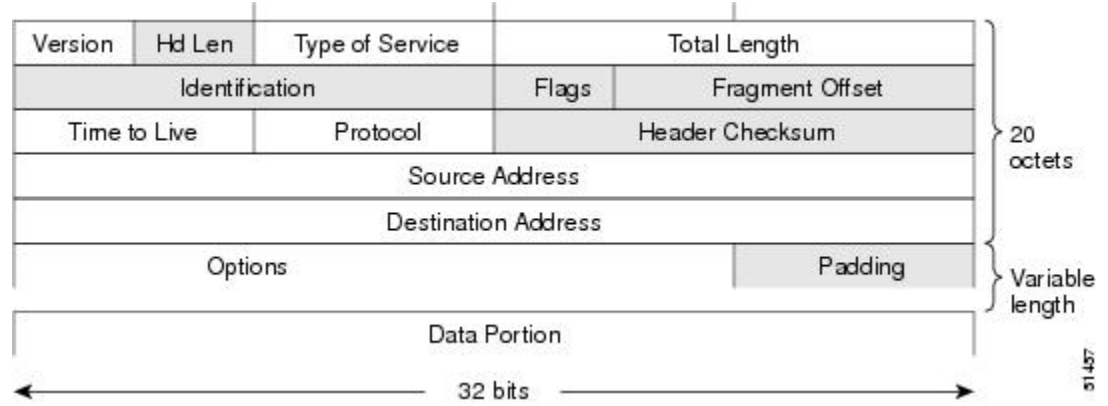 Version Hd Len Type of Service Total Length
Identification Flags Fragment Offset
Time to Live Protocol Header Checksum
20
octets
Source Address
Destination Address
Options Padding
Variable
length
Data Portion
32 bits
51457